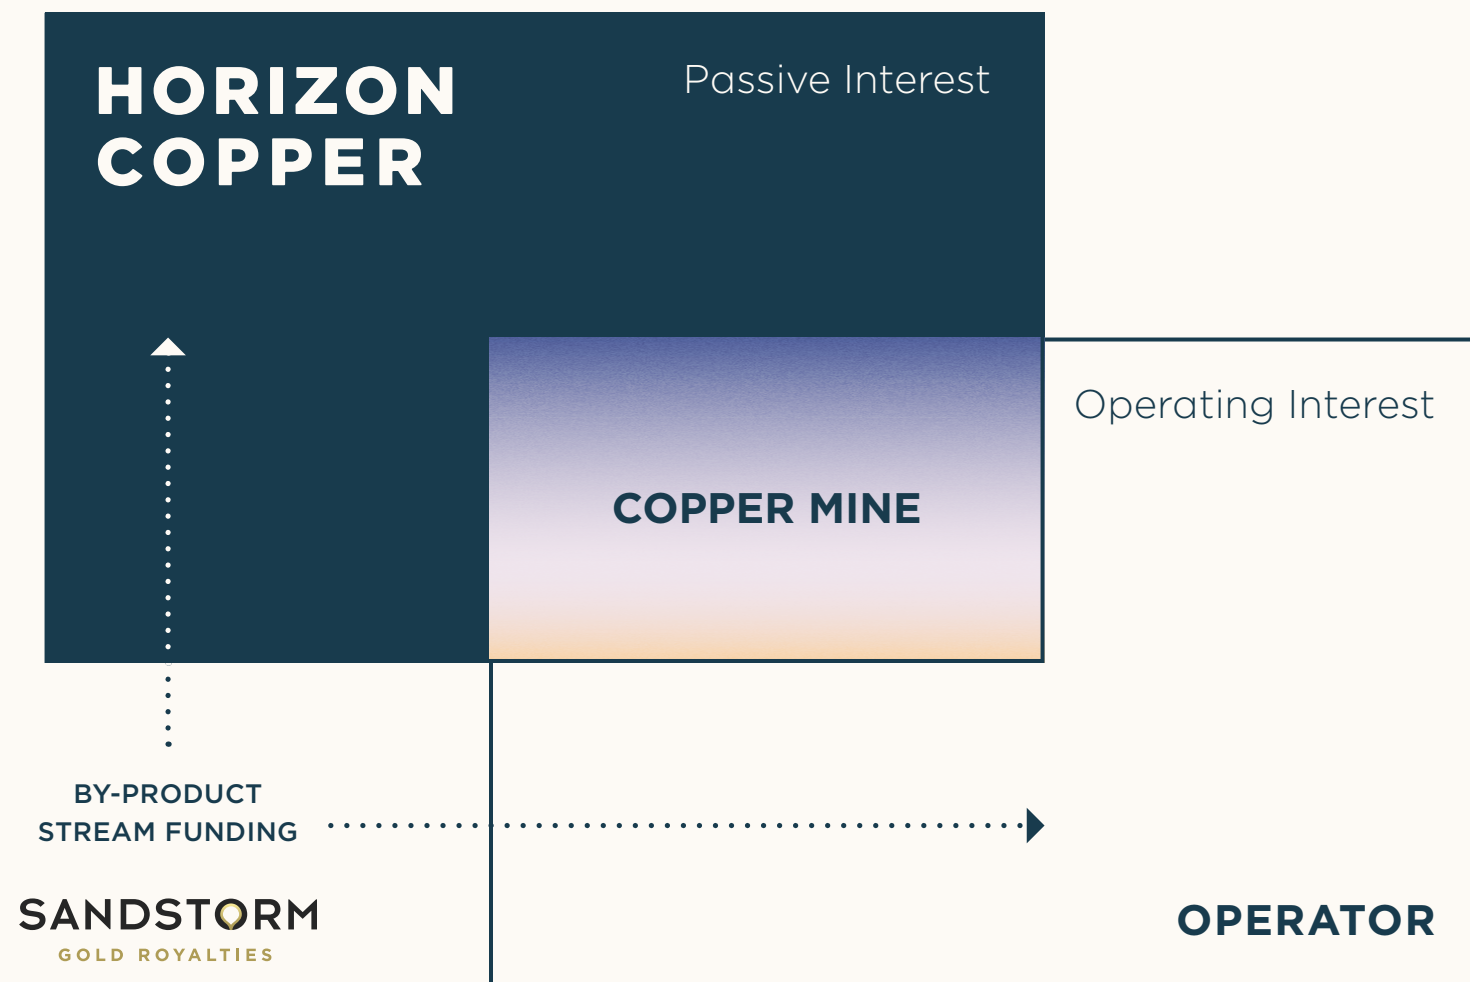 HORIZON
COPPER
Passive Interest
Operating Interest
COPPER MINE
BY-PRODUCT
STREAM FUNDING
SANDSTORM
GOLD ROYALTIES
OPERATOR